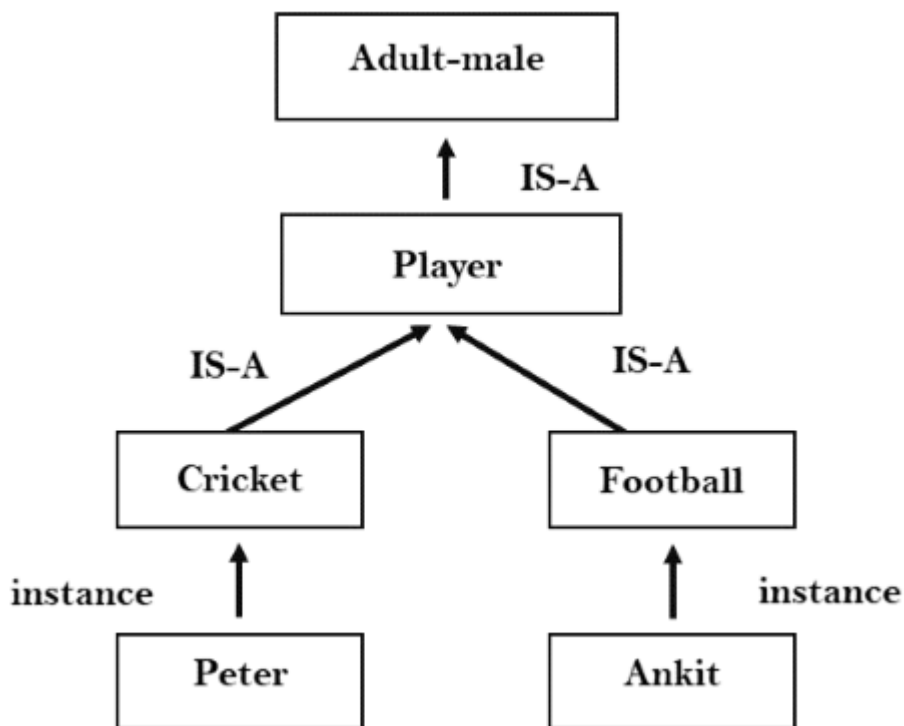 Adult-male
IS-A
Player
IS-A
IS-A
Cricket
Football
instance
instance
Peter
Ankit